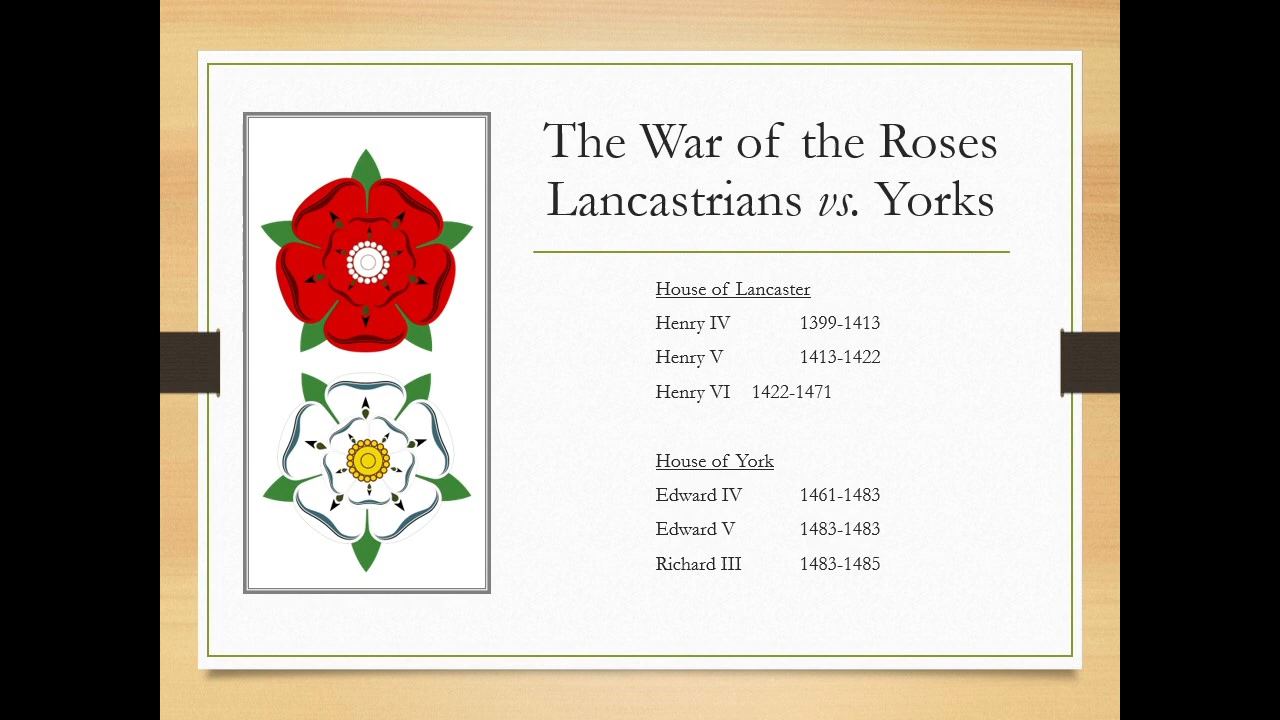 The War of the Roses
Lancastrians vs. Yorks
House of Lancaster
Henry IV 1399-1413
Henry V 1413-1422
Henry VI 1422-1471
House of York
Edward IV 1461-1483
Edward V 1483-1483
Richard III 1483-1485